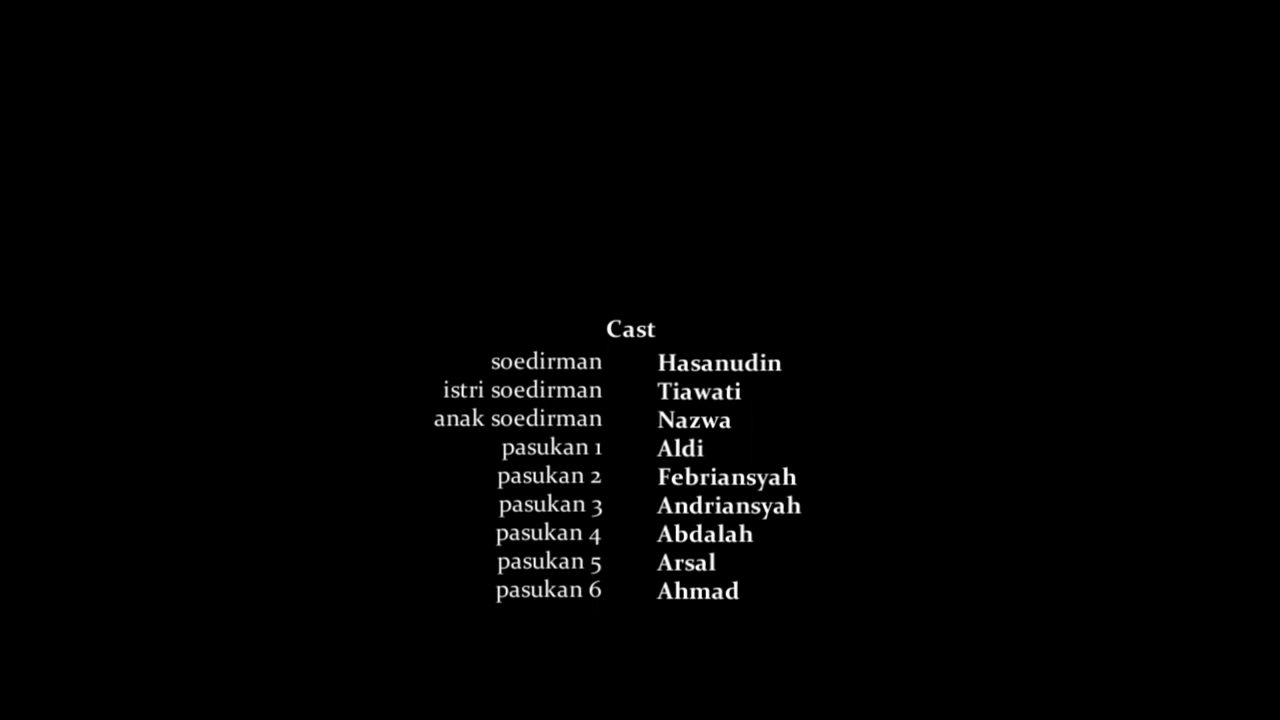 Cast
soedirman Hasanudin
istri soedirman Tiawati
anak soedirman Nazwa
pasukan 1 Aldi
pasukan 2 Febriansyah
pasukan 3 Andriansyah
pasukan 4 Abdalah
pasukan 5 Arsal
pasukan 6 Ahmad